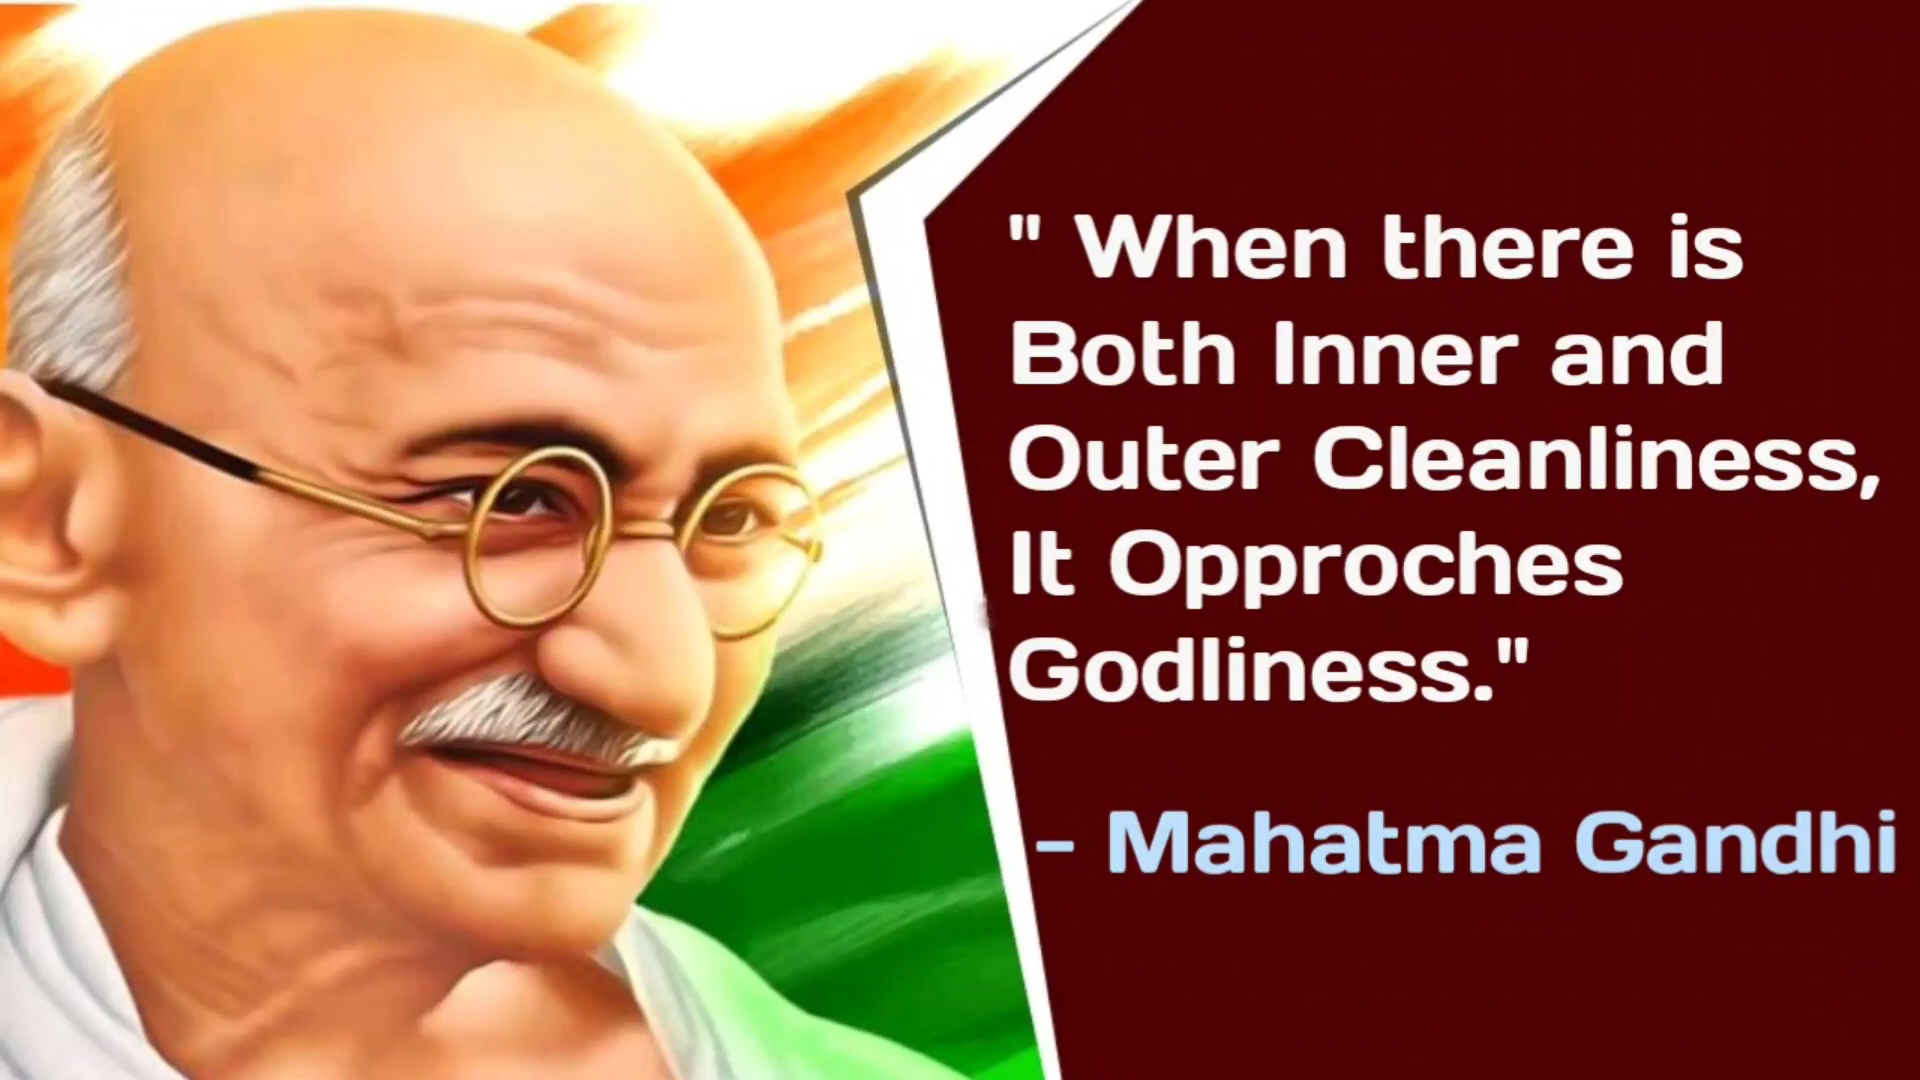 " When there is
Both Inner and
Outer Cleanliness,
It Opproches
Godliness."
- Mahatma Gandhi